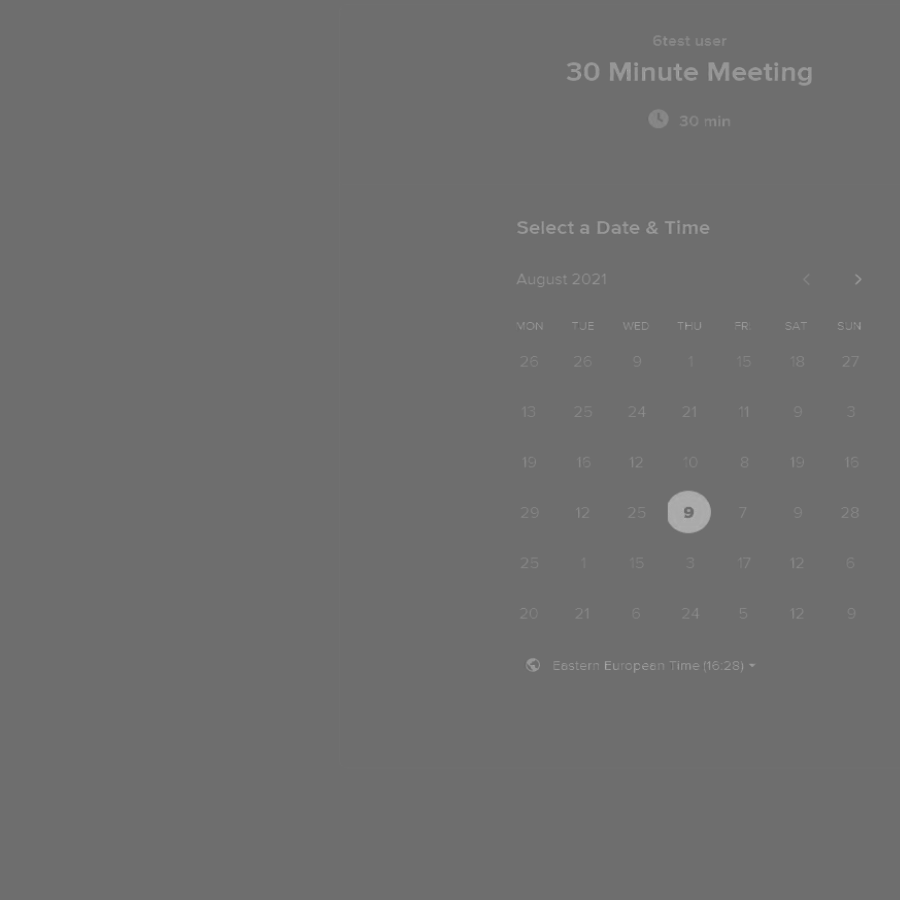 6test user
30 Minute Meeting
30 min
Select a Date & Time
August 2021
MON TUE WED THU FRI SAT SUN
26 26 9 1 15 18 27
13 25 24 21 11 9 3
19 16 12 10 8 19 16
29 12 25 9 7 9 28
25 1 15 3 17 12 6
20 21 6 24 5 12 9
Eastern European Time (16:28)